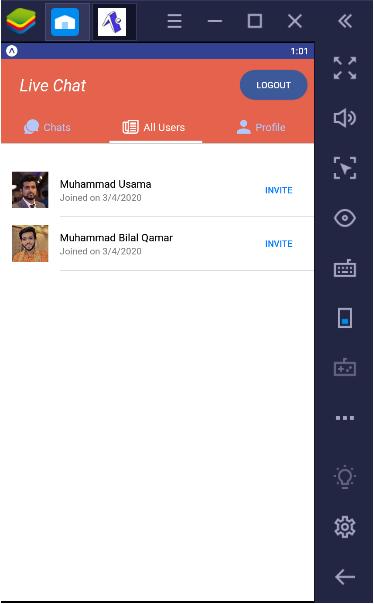 1:01
Live Chat
LOGOUT
Chats
All Users
Profile
Muhammad Usama
Joined on 3/4/2020
INVITE
Muhammad Bilal Qamar
Joined on 3/4/2020
INVITE